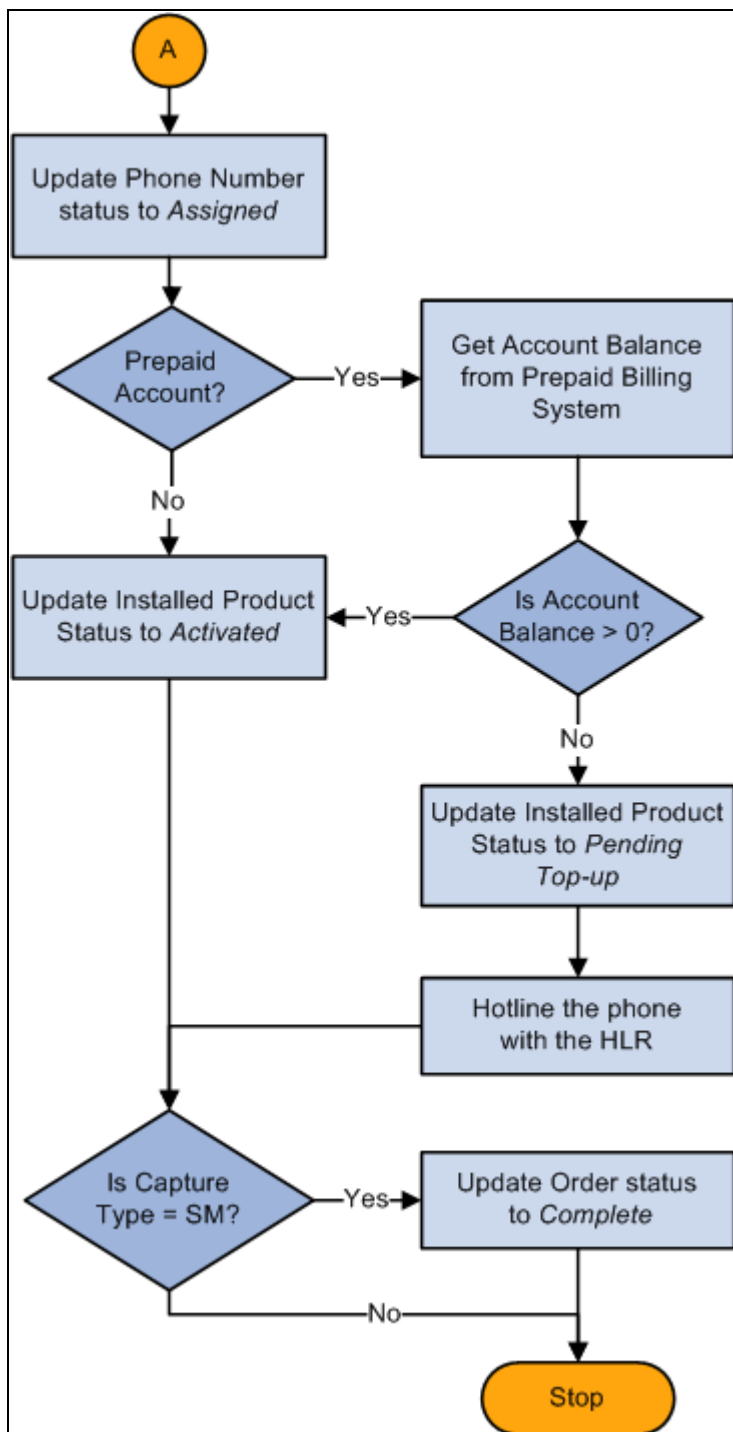 A
Update Phone Number
status to Assigned
Prepaid
Account?
Yes
Get Account Balance
from Prepaid Billing
System
No
Update Installed Product
Status to Activated
Yes
Is Account
Balance > 0?
No
Update Installed Product
Status to Pending
Top-up
Hotline the phone
with the HLR
Is Capture
Type = SM?
Yes
Update Order status
to Complete
No
Stop